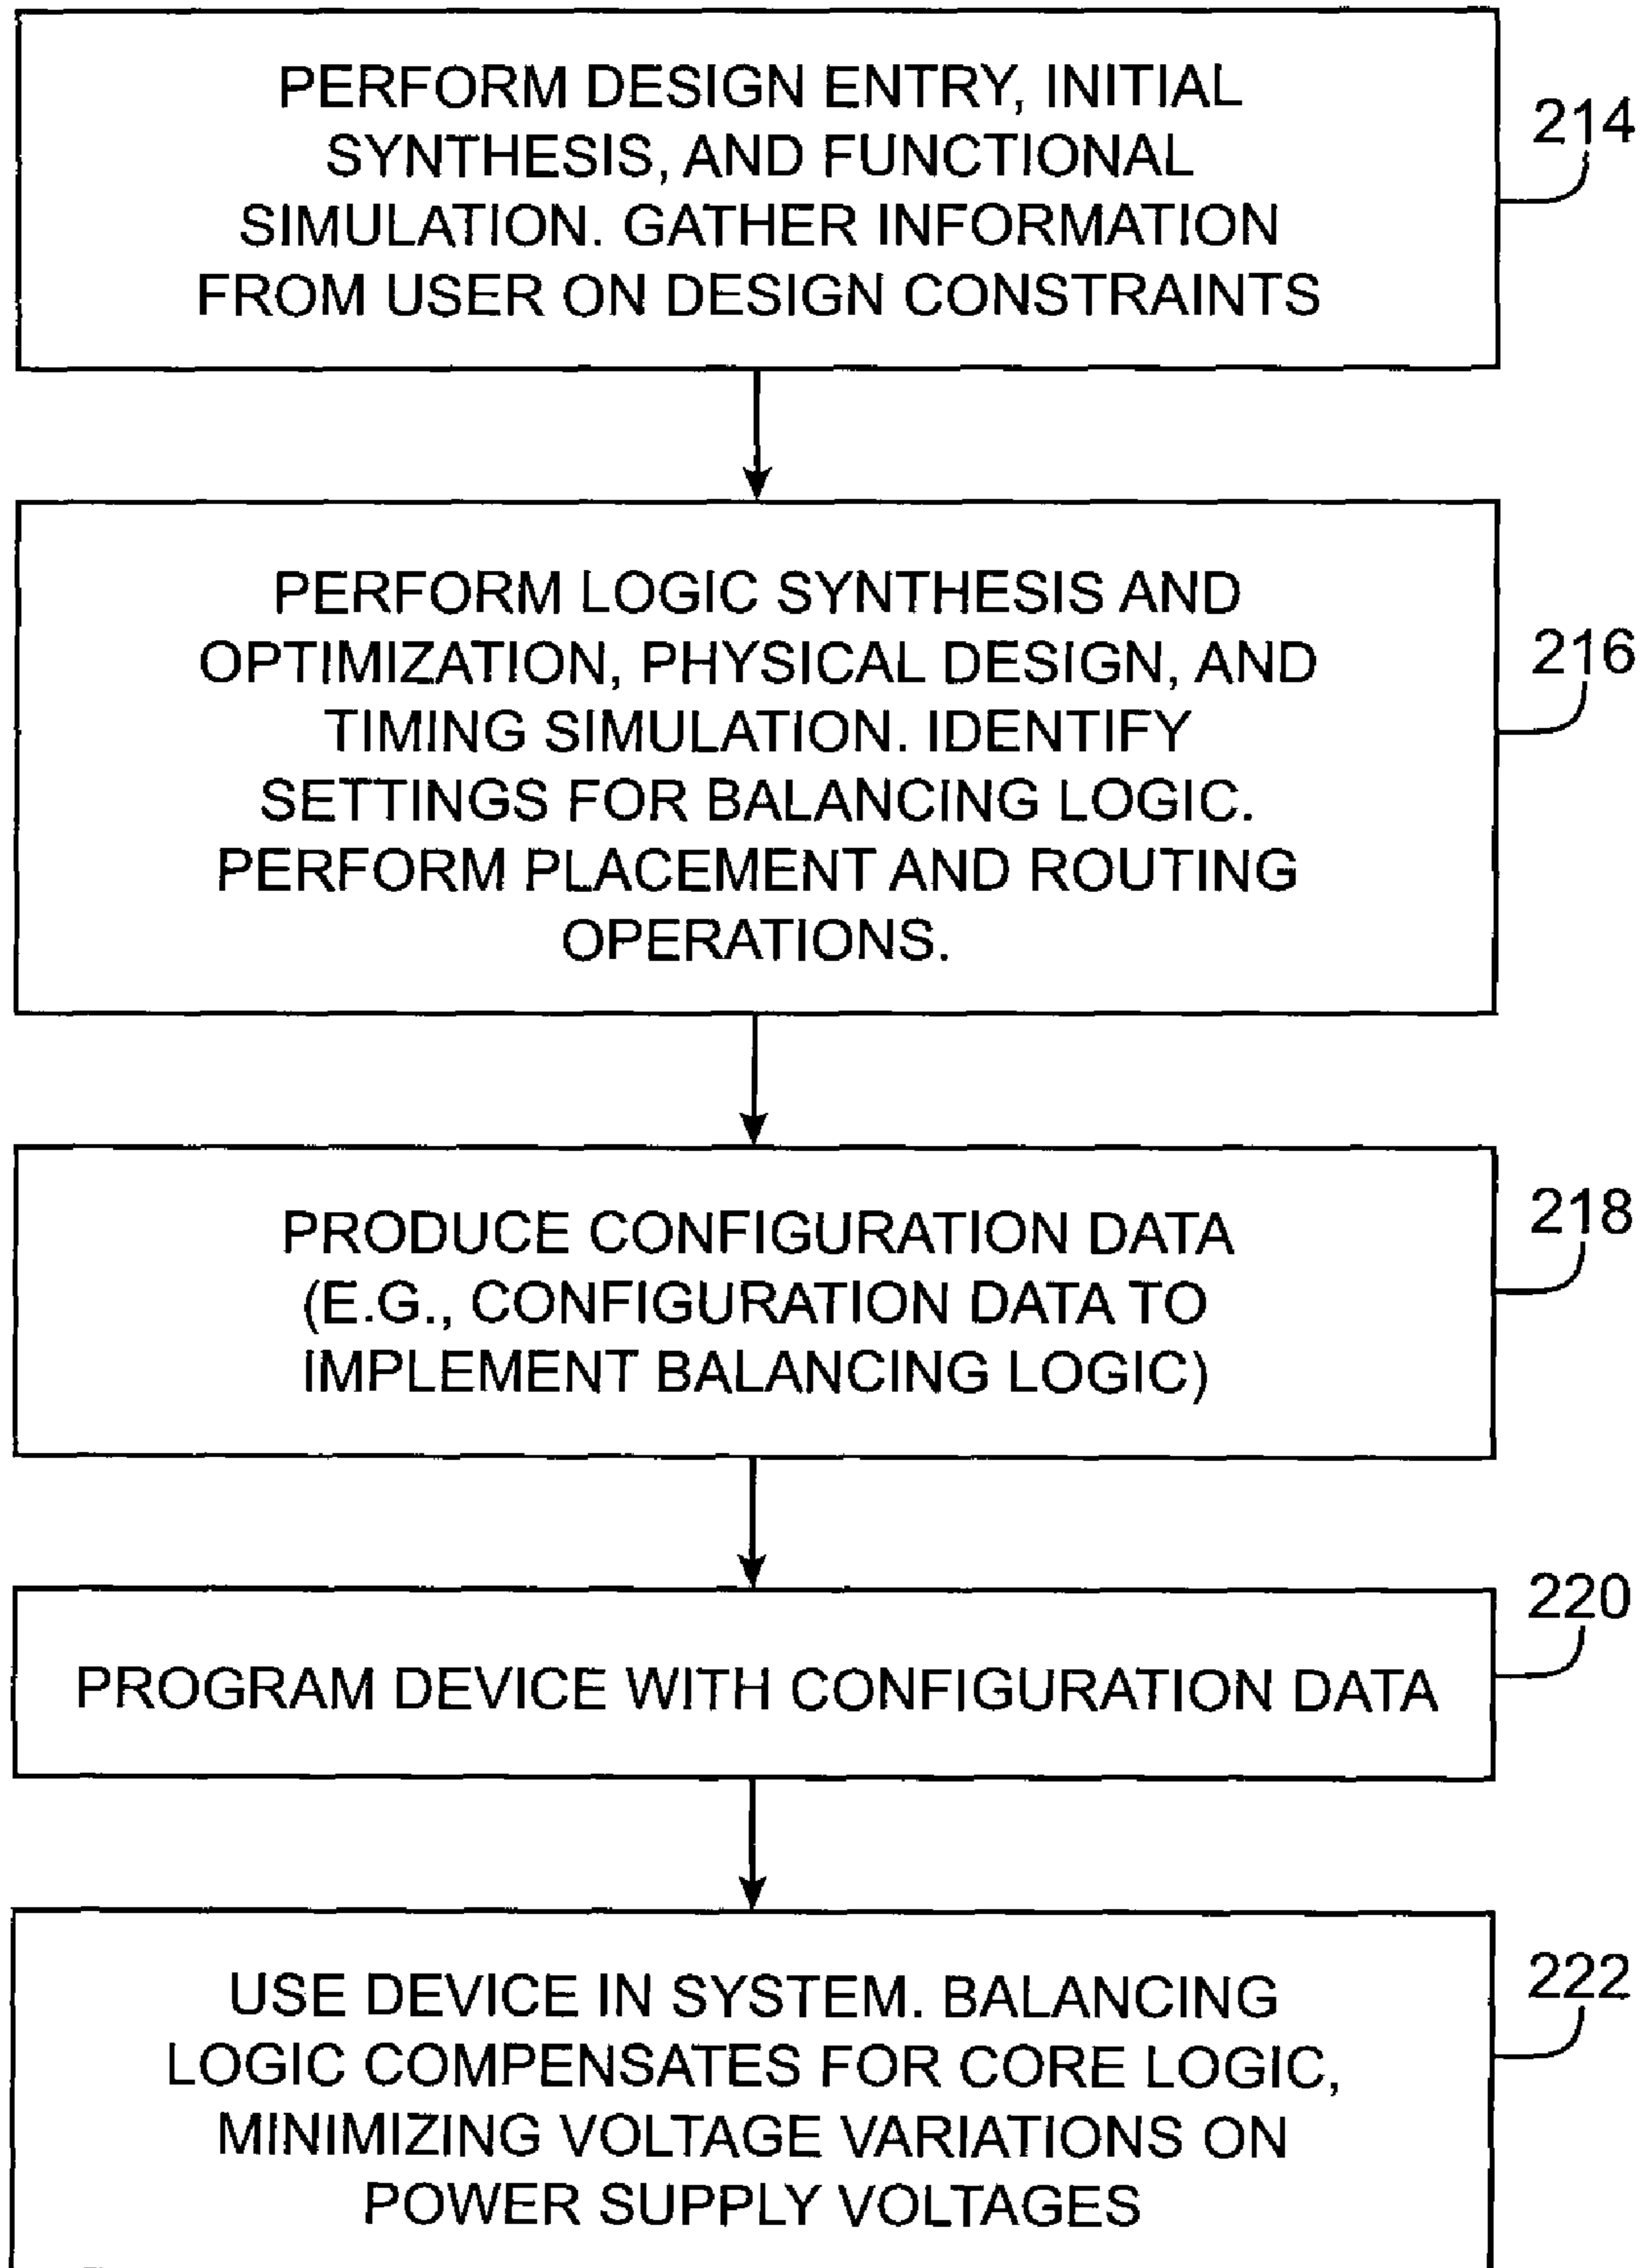 PERFORM DESIGN ENTRY, INITIAL
SYNTHESIS, AND FUNCTIONAL
SIMULATION. GATHER INFORMATION
FROM USER ON DESIGN CONSTRAINTS
214
PERFORM LOGIC SYNTHESIS AND
OPTIMIZATION, PHYSICAL DESIGN, AND
TIMING SIMULATION. IDENTIFY
SETTINGS FOR BALANCING LOGIC.
PERFORM PLACEMENT AND ROUTING
OPERATIONS.
216
PRODUCE CONFIGURATION DATA
(E.G., CONFIGURATION DATA TO
IMPLEMENT BALANCING LOGIC)
218
PROGRAM DEVICE WITH CONFIGURATION DATA
220
USE DEVICE IN SYSTEM. BALANCING
LOGIC COMPENSATES FOR CORE LOGIC,
MINIMIZING VOLTAGE VARIATIONS ON
POWER SUPPLY VOLTAGES
222